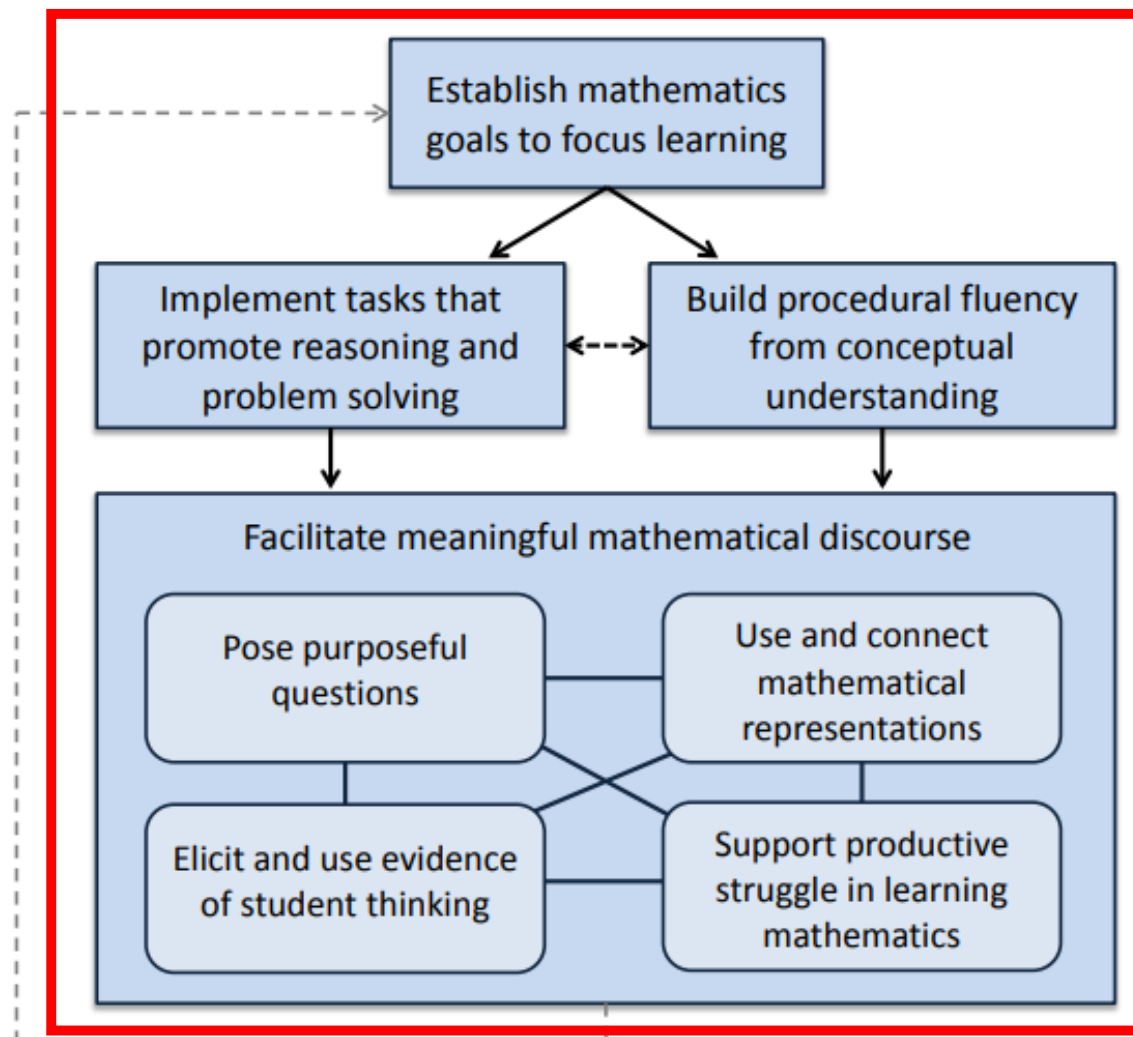 Establish mathematics
goals to focus learning
Implement tasks that
promote reasoning and
problem solving
Build procedural fluency
from conceptual
understanding
Facilitate meaningful mathematical discourse
Pose purposeful
questions
Use and connect
mathematical
representations
Elicit and use evidence
of student thinking
Support productive
struggle in learning
mathematics